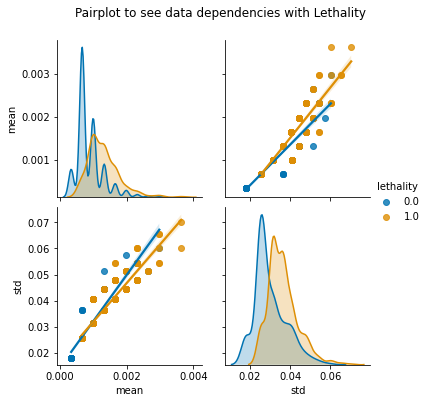 Pairplot to see data dependencies with Lethality
0.003
0.002
0.001
mean
lethality
0.0
1.0
0.07
0.06
0.05
0.04
0.03
0.02
std
0.000 0.002 0.004
0.02 0.04 0.06
mean std